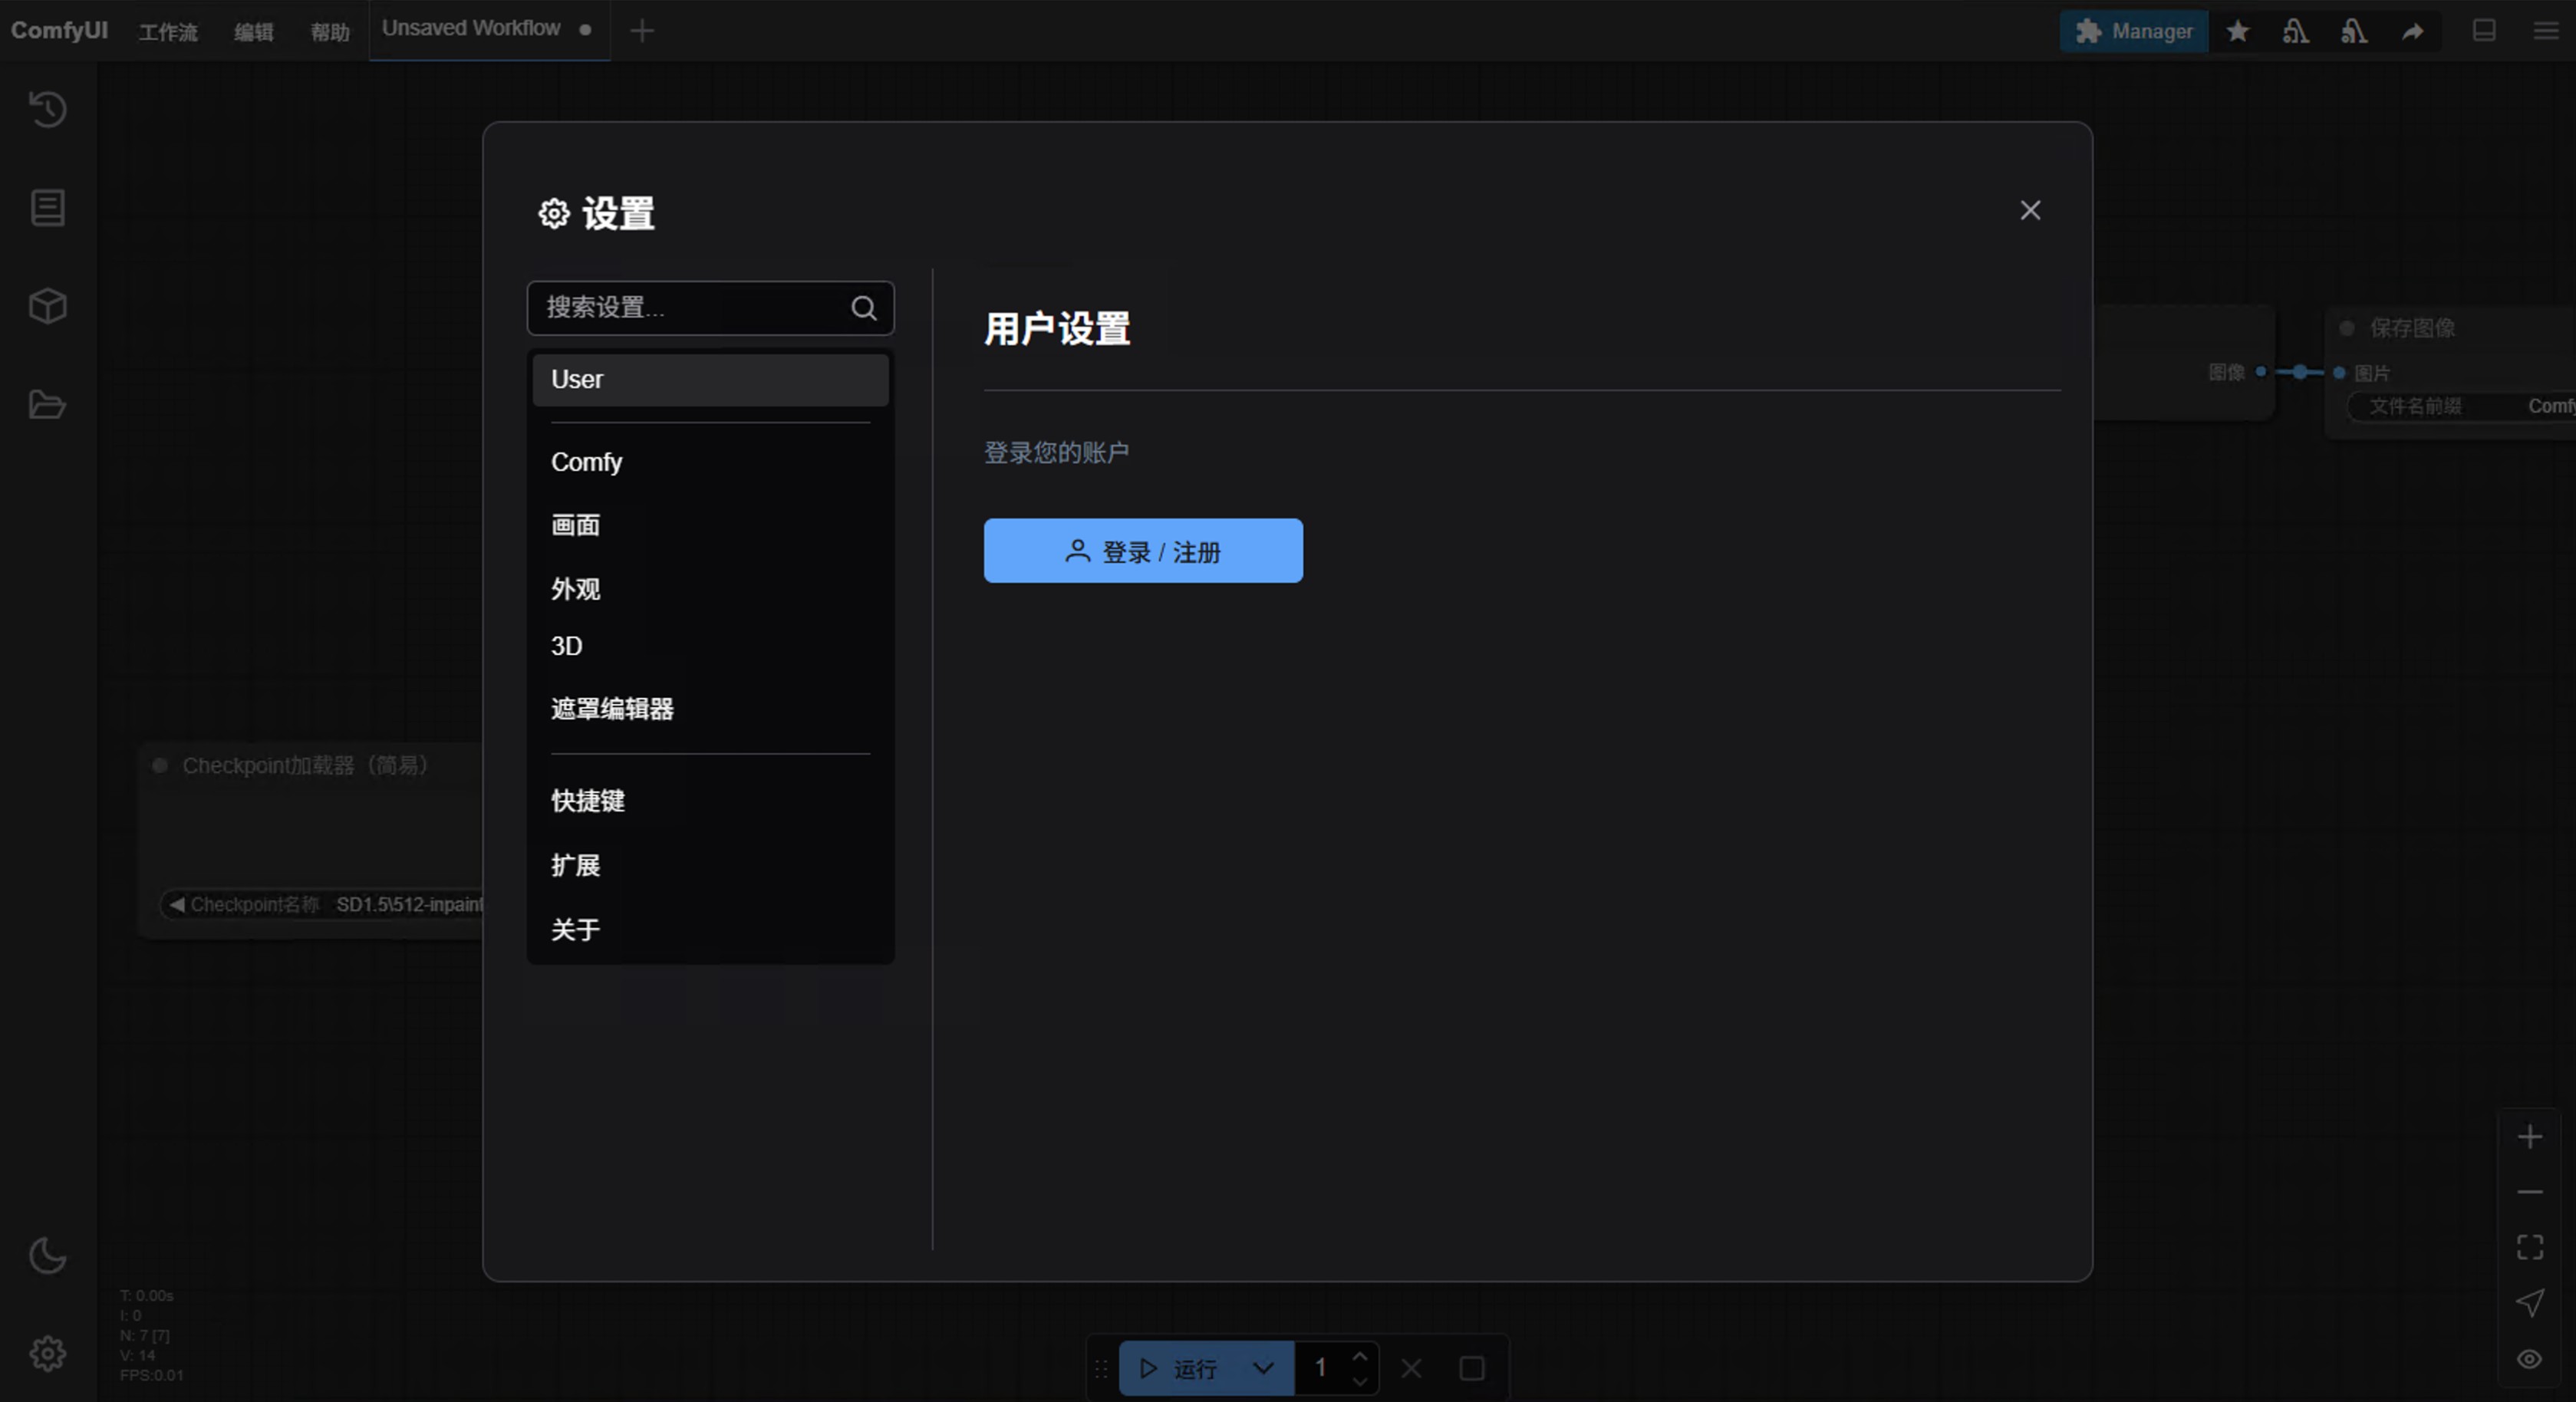 ComfyUI 工作流 编辑 帮助 Unsaved Workflow Manager
设置
搜索设置...
User
Comfy
画面
外观
3D
遮罩编辑器
快捷键
扩展
关于
用户设置
登录您的账户
登录 / 注册
图像
保存图像
图片
文件名前缀 Comfy
Checkpoint加载器（简易）
Checkpoint名称 SD1.5\512-inpaint
T: 0.00s
I: 0
N: 7 [7]
V: 14
FPS:0.01
运行 1